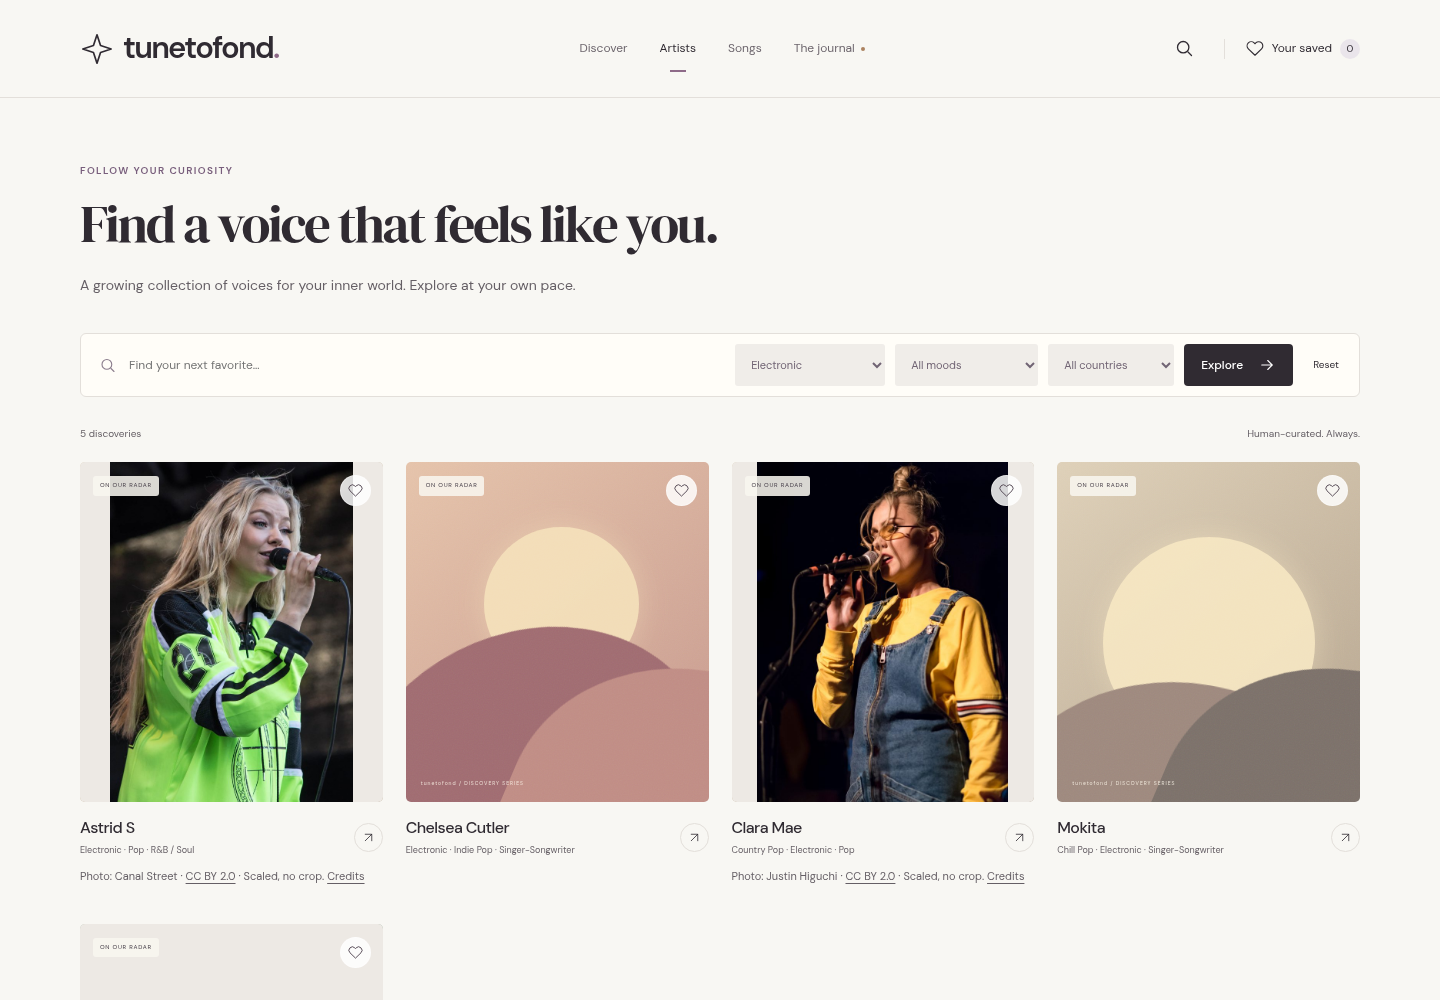 tunetofond.
Discover
Artists
Songs
The journal
Your saved
0
FOLLOW YOUR CURIOSITY
Find a voice that feels like you.
A growing collection of voices for your inner world. Explore at your own pace.
Find your next favorite...
Electronic
All moods
All countries
Explore
Reset
5 discoveries
Human-curated. Always.
ON OUR RADAR
ON OUR RADAR
tunetofond / DISCOVERY SERIES
ON OUR RADAR
ON OUR RADAR
tunetofond / DISCOVERY SERIES
Astrid S
Electronic · Pop · R&B / Soul
Photo: Canal Street · CC BY 2.0 · Scaled, no crop. Credits
Chelsea Cutler
Electronic · Indie Pop · Singer-Songwriter
Clara Mae
Country Pop · Electronic · Pop
Photo: Justin Higuchi · CC BY 2.0 · Scaled, no crop. Credits
Mokita
Chill Pop · Electronic · Singer-Songwriter
ON OUR RADAR